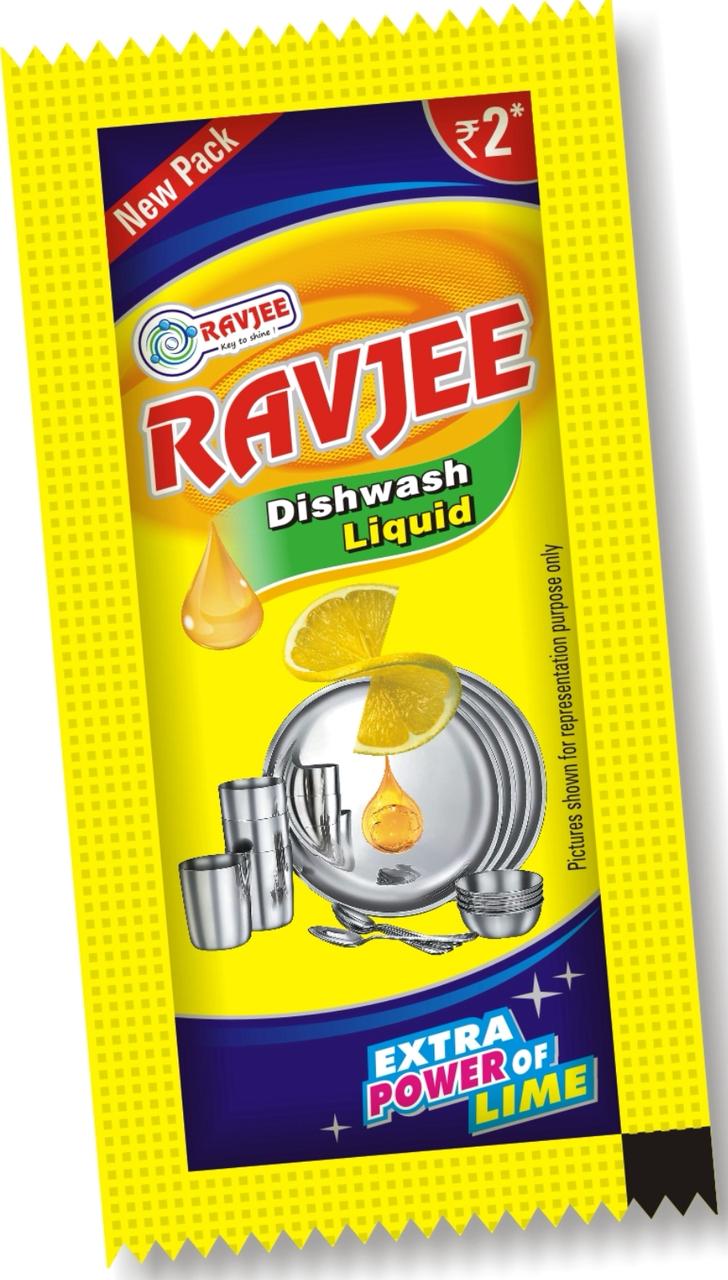 New Pack
₹2*
RAVJEE
Key to shine !
RAVJEE
Dishwash
Liquid
Pictures shown for representation purpose only
EXTRA
POWER OF
LIME